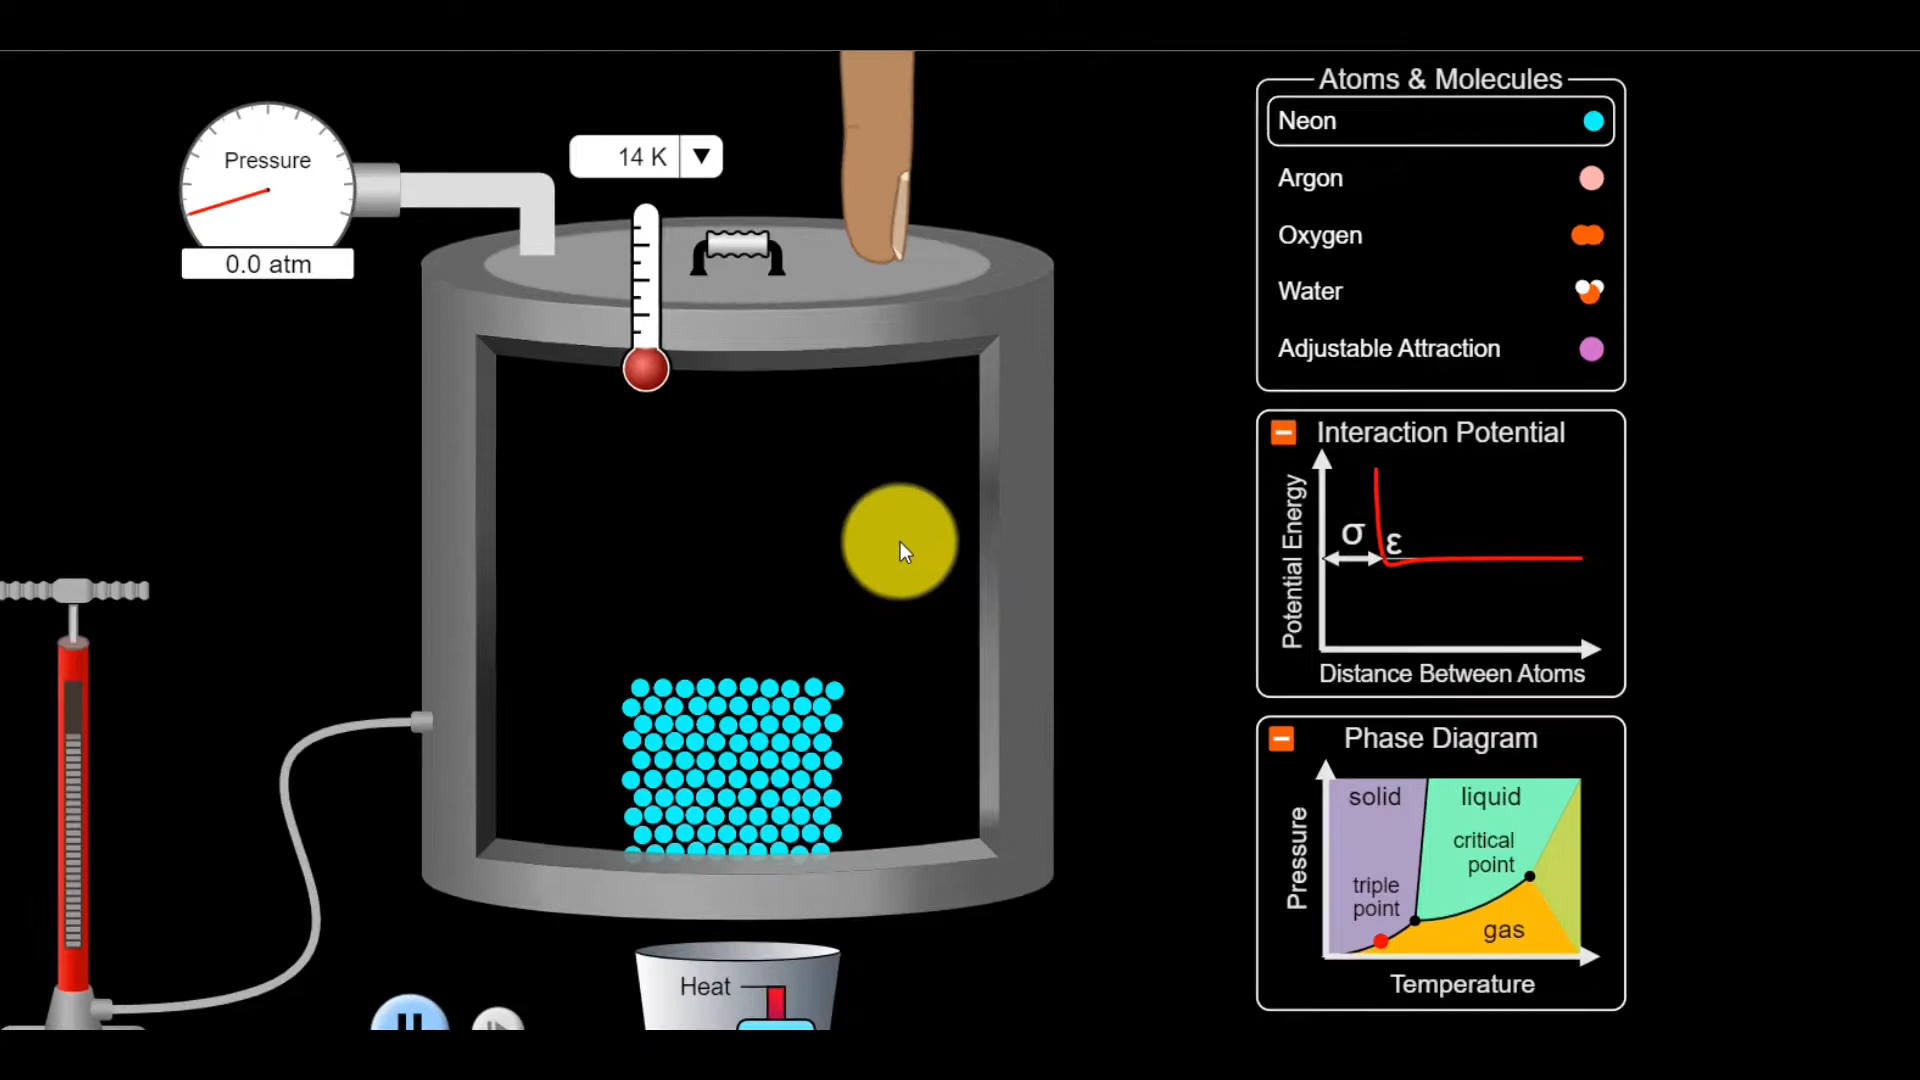 Pressure
0.0 atm
14 K
Heat
Atoms & Molecules
Neon
Argon
Oxygen
Water
Adjustable Attraction
Interaction Potential
Potential Energy
σ
ε
Distance Between Atoms
Phase Diagram
Pressure
solid
liquid
critical
point
triple
point
gas
Temperature